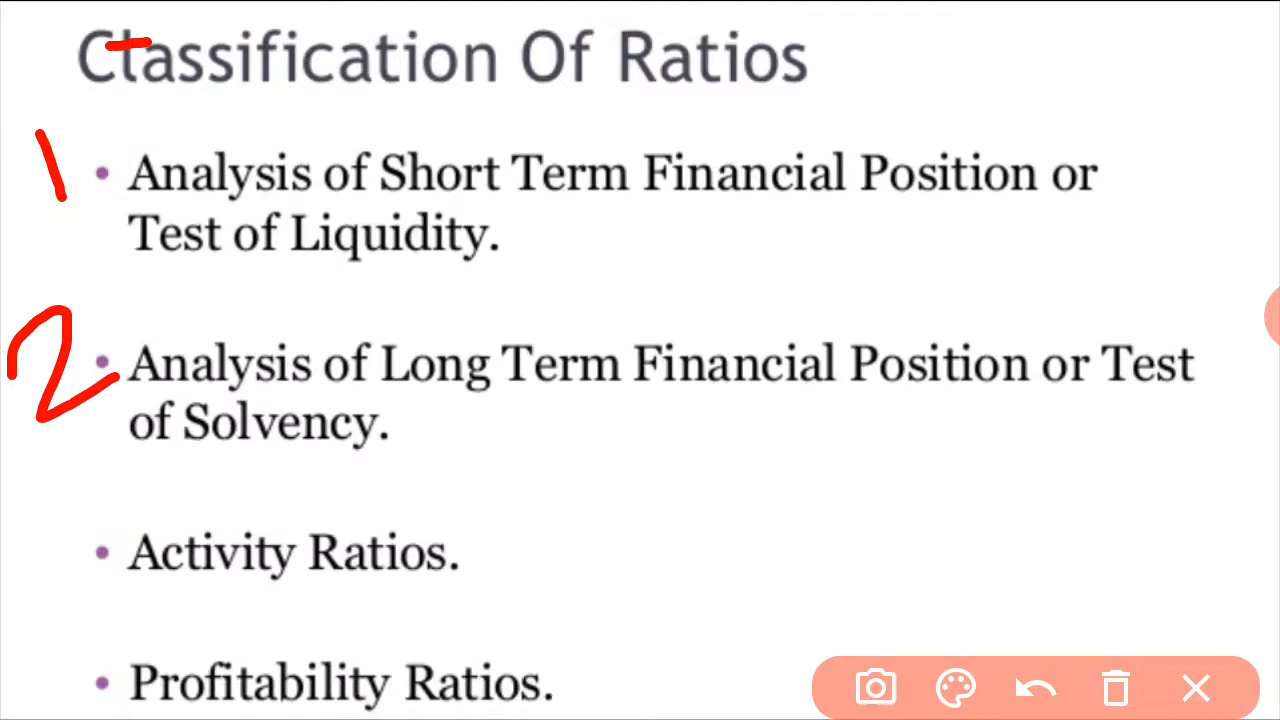 Classification Of Ratios
1
• Analysis of Short Term Financial Position or
Test of Liquidity.
2
• Analysis of Long Term Financial Position or Test
of Solvency.
• Activity Ratios.
• Profitability Ratios.